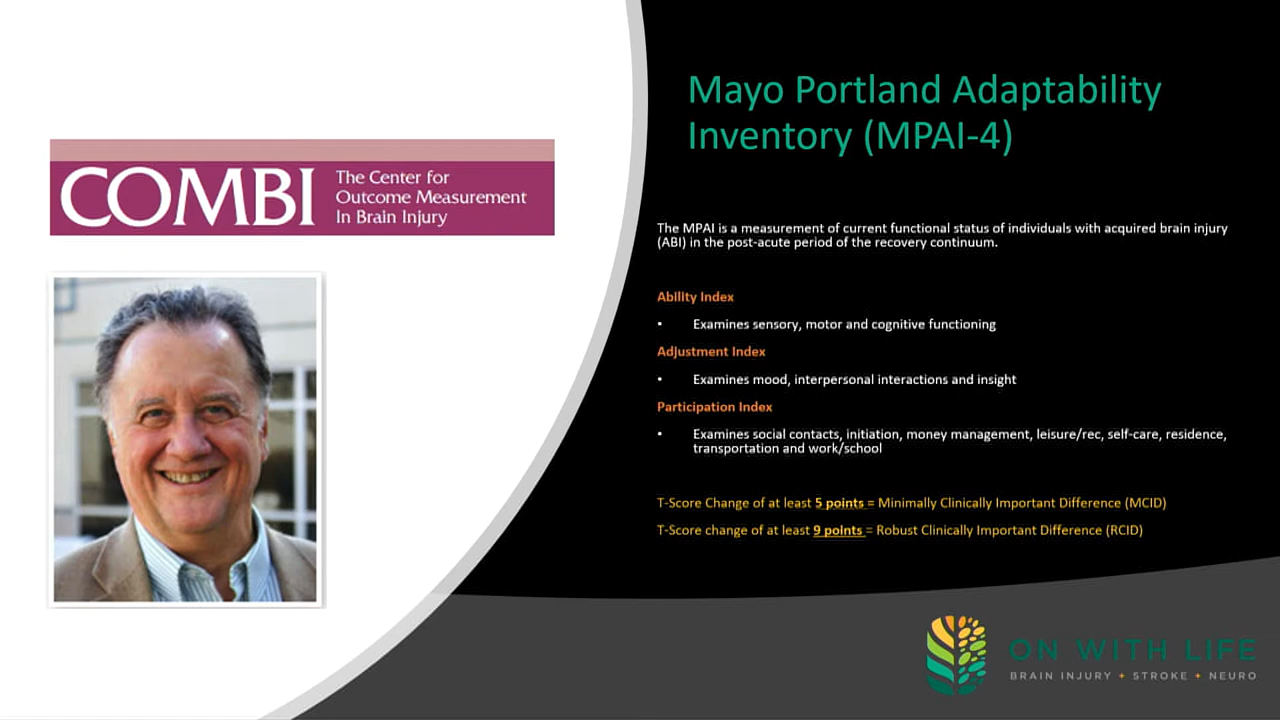 COMBI
The Center for
Outcome Measurement
In Brain Injury
Mayo Portland Adaptability
Inventory (MPAI-4)
The MPAI is a measurement of current functional status of individuals with acquired brain injury
(ABI) in the post-acute period of the recovery continuum.
Ability Index
• Examines sensory, motor and cognitive functioning
Adjustment Index
• Examines mood, interpersonal interactions and insight
Participation Index
• Examines social contacts, initiation, money management, leisure/rec, self-care, residence,
transportation and work/school
T-Score Change of at least 5 points = Minimally Clinically Important Difference (MCID)
T-Score change of at least 9 points = Robust Clinically Important Difference (RCID)
ON WITH LIFE
BRAIN INJURY + STROKE + NEURO